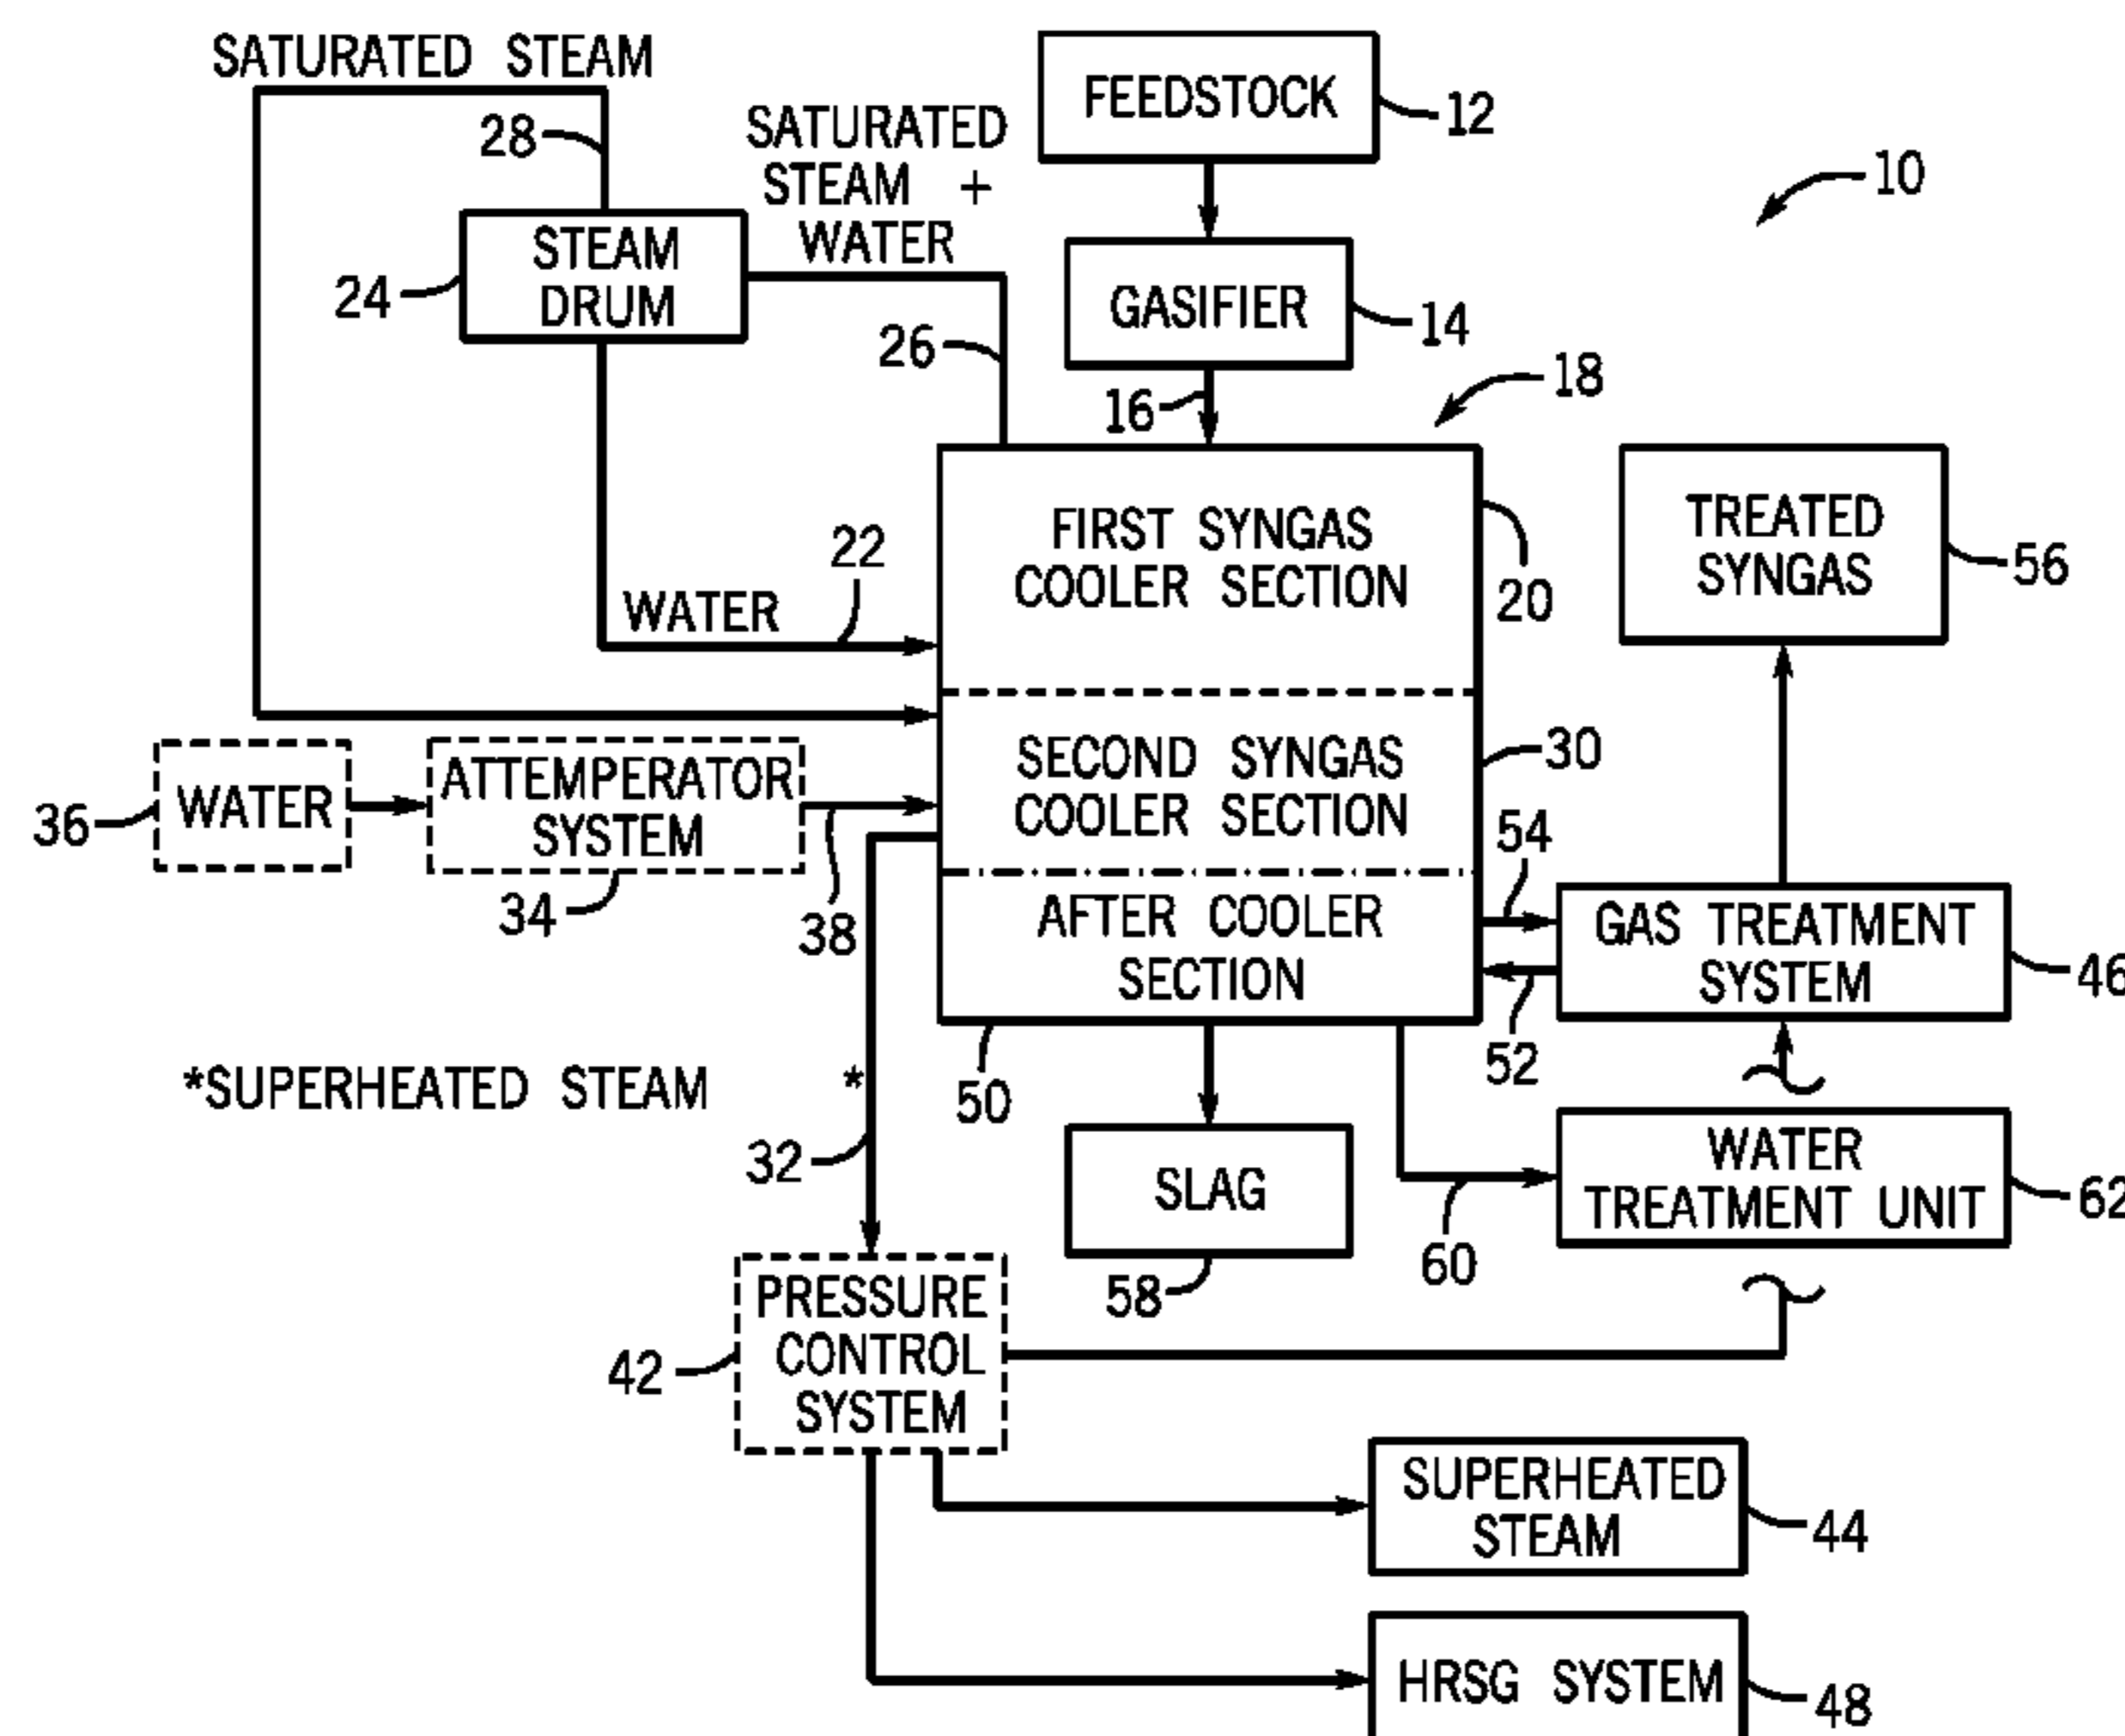 SATURATED STEAM
FEEDSTOCK
12
28
SATURATED
STEAM +
WATER
10
STEAM
DRUM
24
GASIFIER
14
26
16
18
FIRST SYNGAS
COOLER SECTION
20
TREATED
SYNGAS
56
22
WATER
SECOND SYNGAS
COOLER SECTION
30
36
WATER
ATTEMPERATOR
SYSTEM
34
38
54
AFTER COOLER
SECTION
GAS TREATMENT
SYSTEM
46
52
50
*SUPERHEATED STEAM
*
32
SLAG
58
60
WATER
TREATMENT UNIT
62
PRESSURE
CONTROL
SYSTEM
42
SUPERHEATED
STEAM
44
HRSG SYSTEM
48